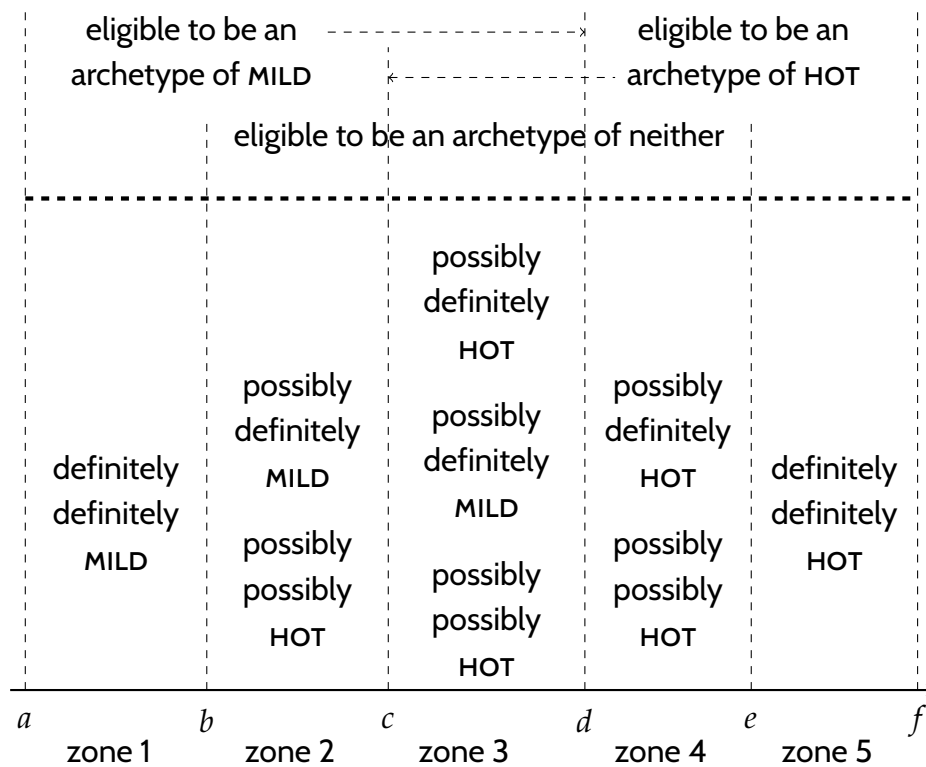 eligible to be an
archetype of MILD
eligible to be an
archetype of HOT
eligible to be an archetype of neither
definitely
definitely
MILD
possibly
definitely
MILD
possibly
possibly
HOT
possibly
definitely
HOT
possibly
definitely
MILD
possibly
possibly
HOT
possibly
definitely
HOT
possibly
possibly
HOT
definitely
definitely
HOT
a b c d e f
zone 1 zone 2 zone 3 zone 4 zone 5